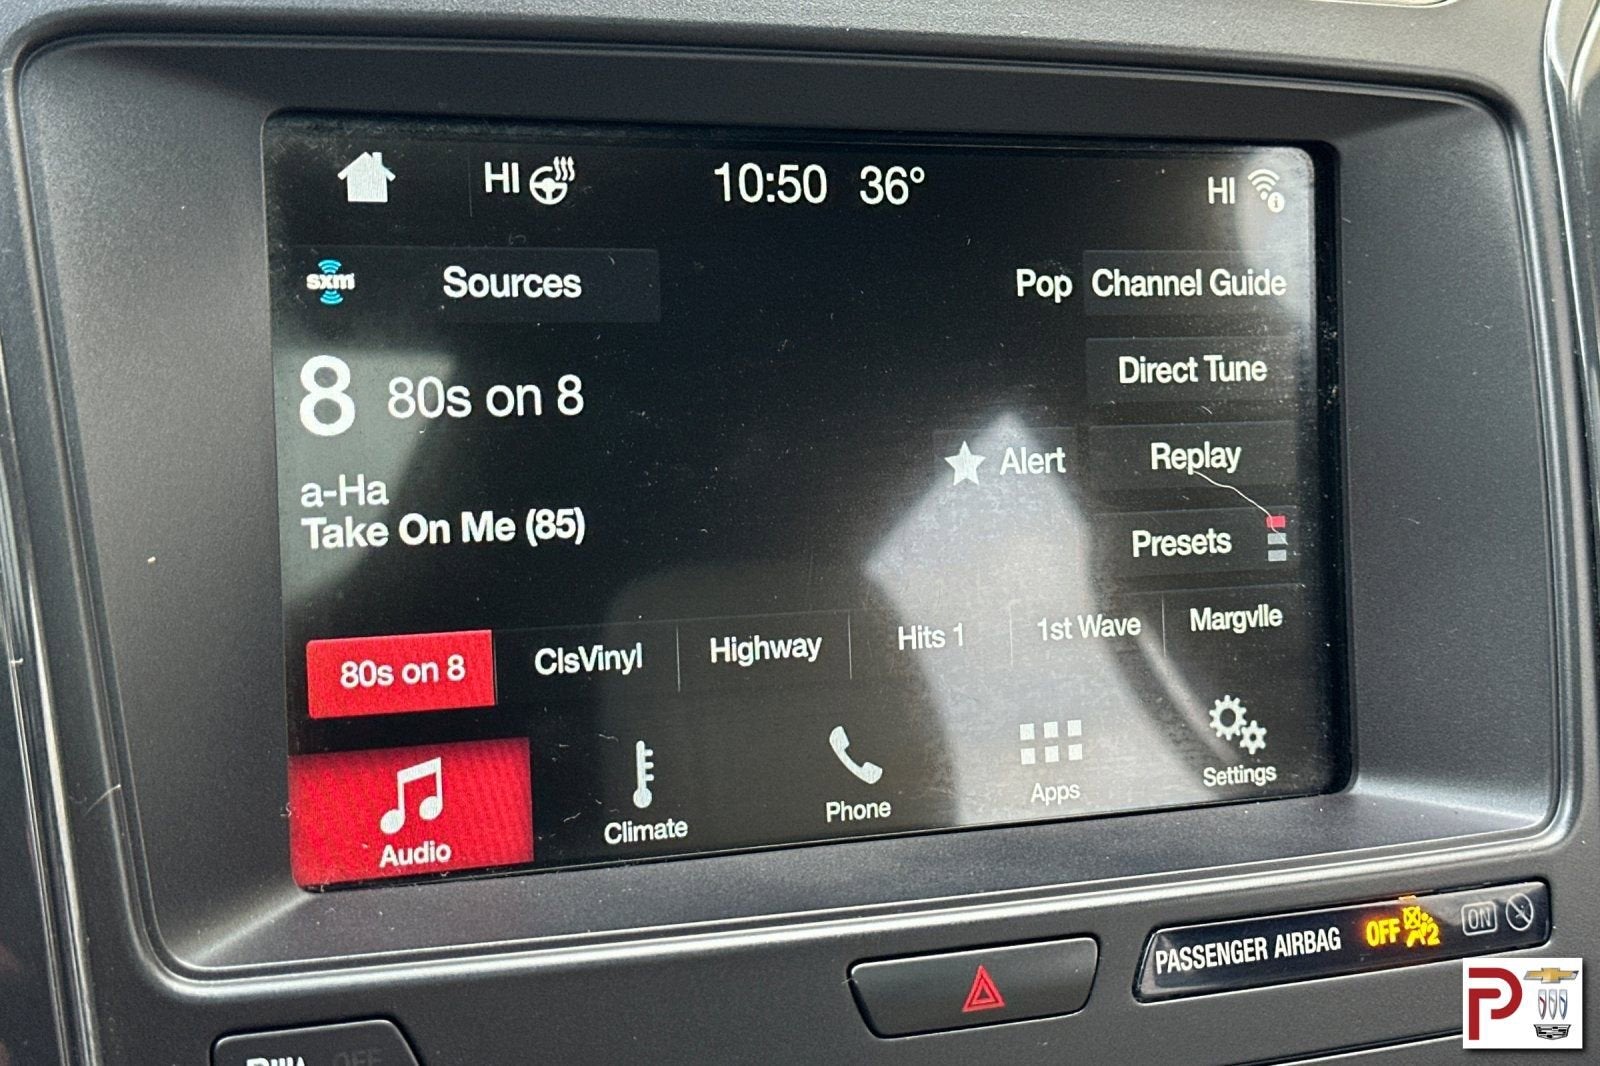 HI 10:50 36° HI
sxm Sources Pop Channel Guide
8 80s on 8 Direct Tune
Alert Replay
a-Ha
Take On Me (85) Presets
80s on 8 ClsVinyl Highway Hits 1 1st Wave Margvlle
Audio Climate Phone Apps Settings
PASSENGER AIRBAG OFF 2 ON
P
OFF